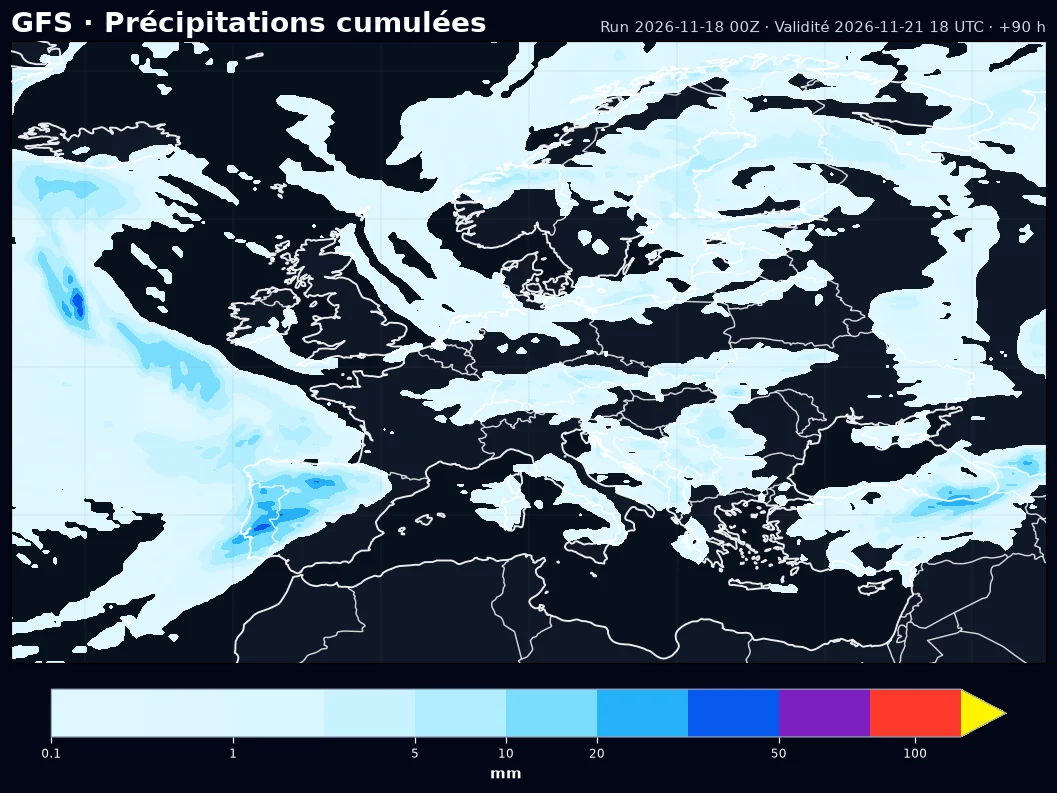 GFS · Précipitations cumulées
Run 2026-11-18 00Z · Validité 2026-11-21 18 UTC · +90 h
0.1 1 5 10 20 50 100
mm